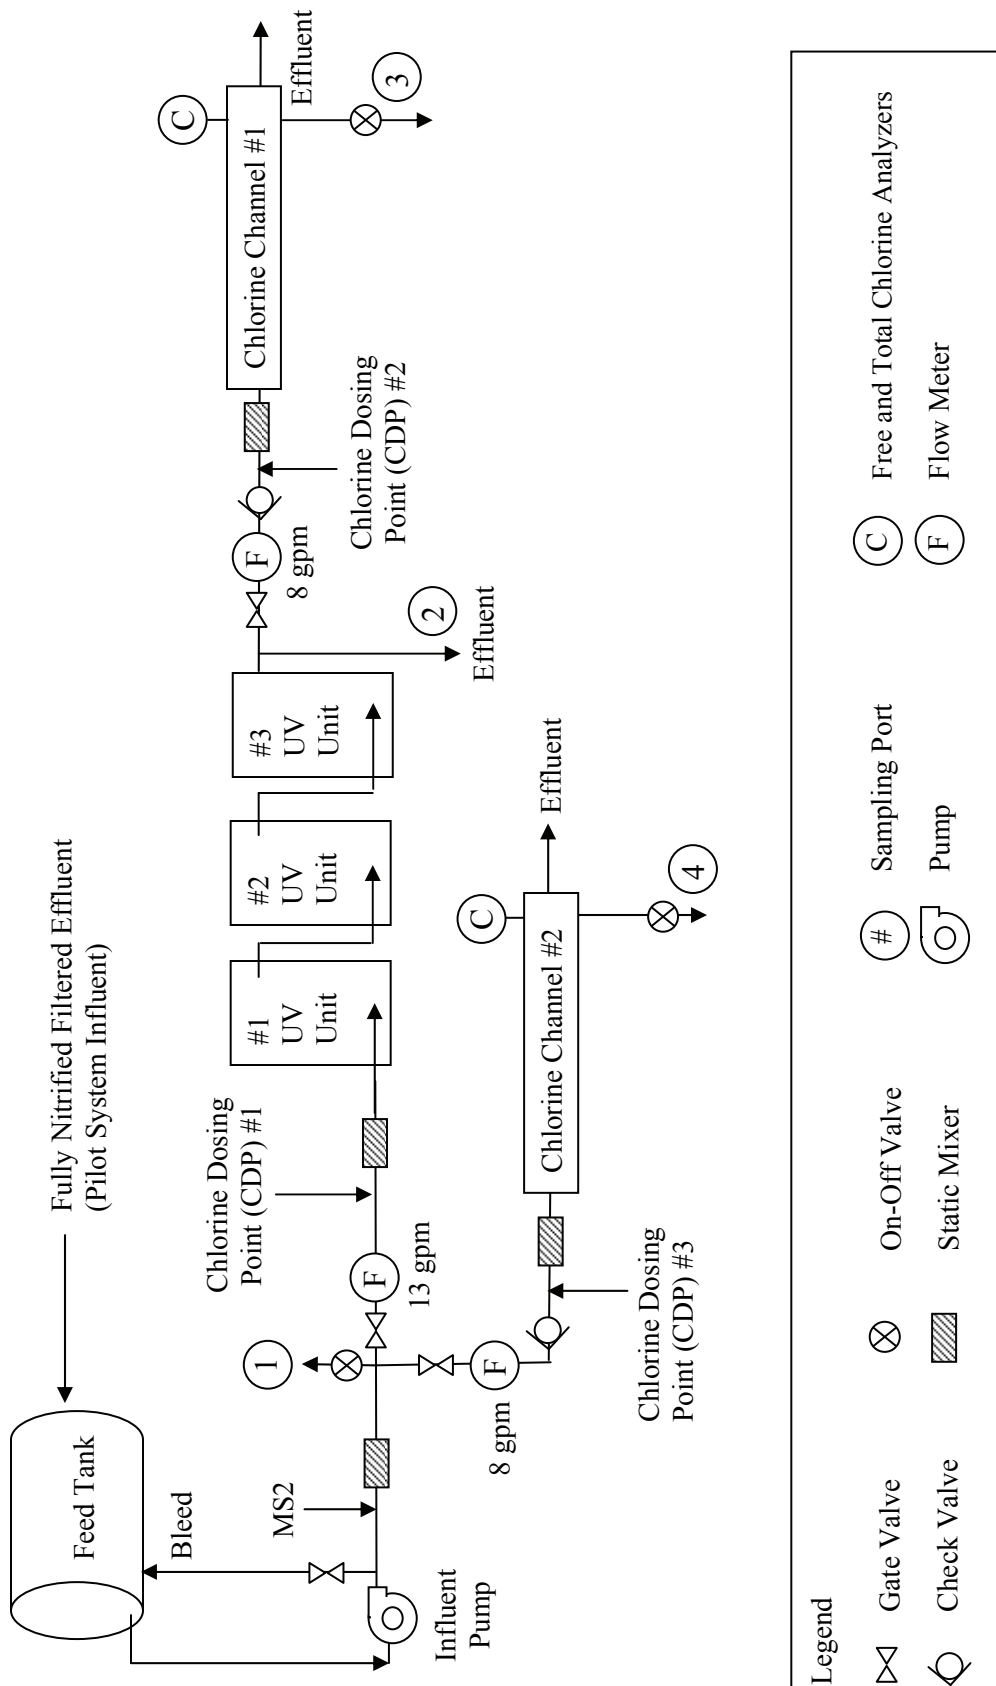 Fully Nitrified Filtered Effluent
(Pilot System Influent)
Feed Tank
Bleed
Influent
Pump
MS2
1
8 gpm
F
F
13 gpm
Chlorine Dosing
Point (CDP) #1
Chlorine Dosing
Point (CDP) #3
#1
UV
Unit
#2
UV
Unit
#3
UV
Unit
Chlorine Channel #2
C
4
Effluent
2
Effluent
F
8 gpm
Chlorine Dosing
Point (CDP) #2
Chlorine Channel #1
C
3
Effluent
Legend
Gate Valve
On-Off Valve
# Sampling Port
C Free and Total Chlorine Analyzers
Check Valve
Static Mixer
Pump
F Flow Meter